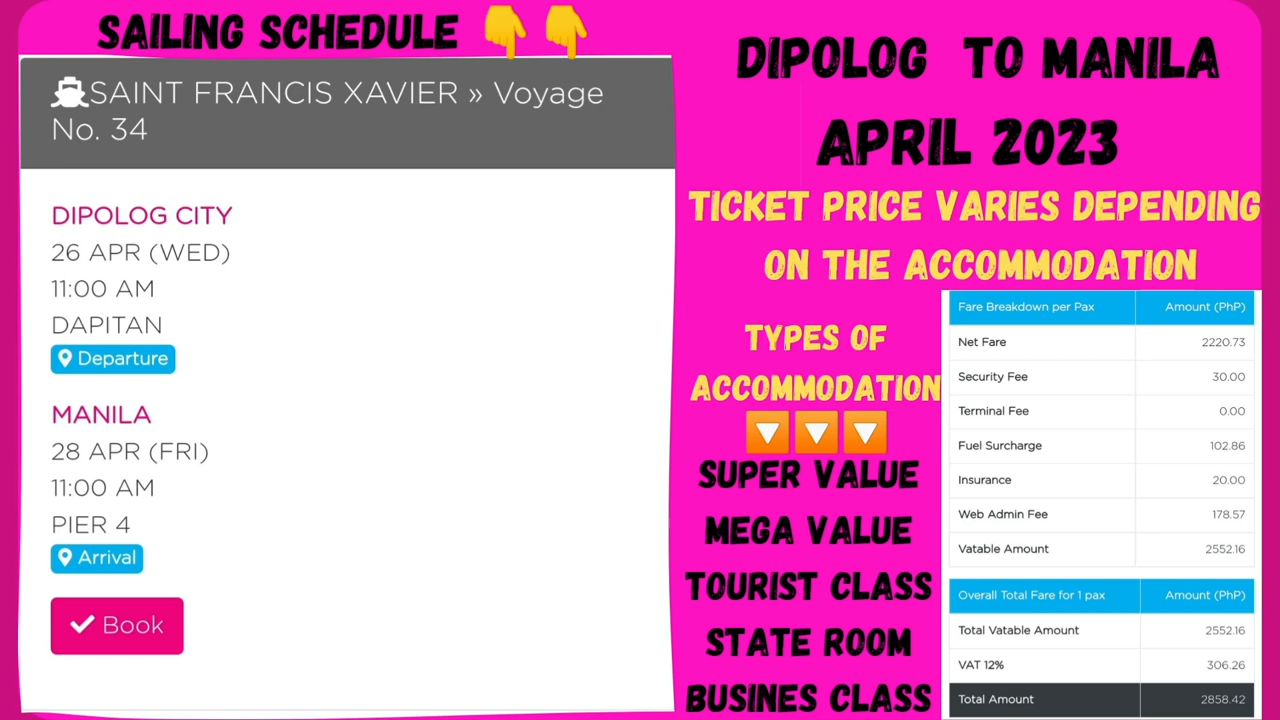 SAILING SCHEDULE 👇👇
SAINT FRANCIS XAVIER » Voyage
No. 34
DIPOLOG CITY
26 APR (WED)
11:00 AM
DAPITAN
Departure
MANILA
28 APR (FRI)
11:00 AM
PIER 4
Arrival
Book
DIPOLOG TO MANILA
APRIL 2023
TICKET PRICE VARIES DEPENDING
ON THE ACCOMMODATION
TYPES OF
ACCOMMODATION
SUPER VALUE
MEGA VALUE
TOURIST CLASS
STATE ROOM
BUSINES CLASS
Fare Breakdown per Pax Amount (PhP)
Net Fare 2220.73
Security Fee 30.00
Terminal Fee 0.00
Fuel Surcharge 102.86
Insurance 20.00
Web Admin Fee 178.57
Vatable Amount 2552.16
Overall Total Fare for 1 pax Amount (PhP)
Total Vatable Amount 2552.16
VAT 12% 306.26
Total Amount 2858.42